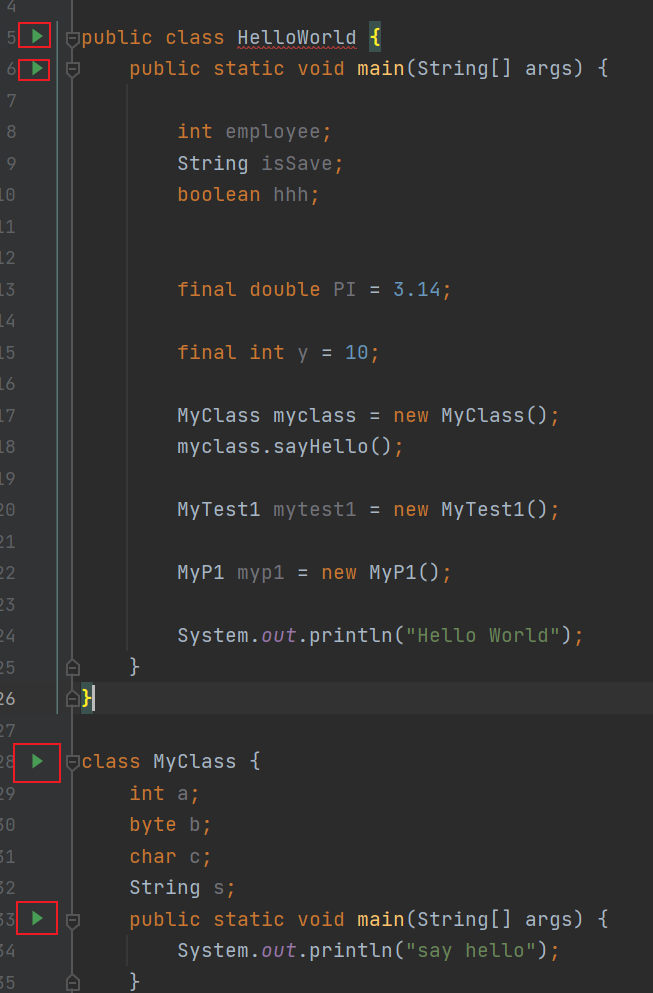 4
5 public class HelloWorld {
6 public static void main(String[] args) {
7
8 int employee;
9 String isSave;
10 boolean hhh;
11
12
13 final double PI = 3.14;
14
15 final int y = 10;
16
17 MyClass myclass = new MyClass();
18 myclass.sayHello();
19
20 MyTest1 mytest1 = new MyTest1();
21
22 MyP1 myp1 = new MyP1();
23
24 System.out.println("Hello World");
25 }
26 }
27
28 class MyClass {
29 int a;
30 byte b;
31 char c;
32 String s;
33 public static void main(String[] args) {
34 System.out.println("say hello");
35 }